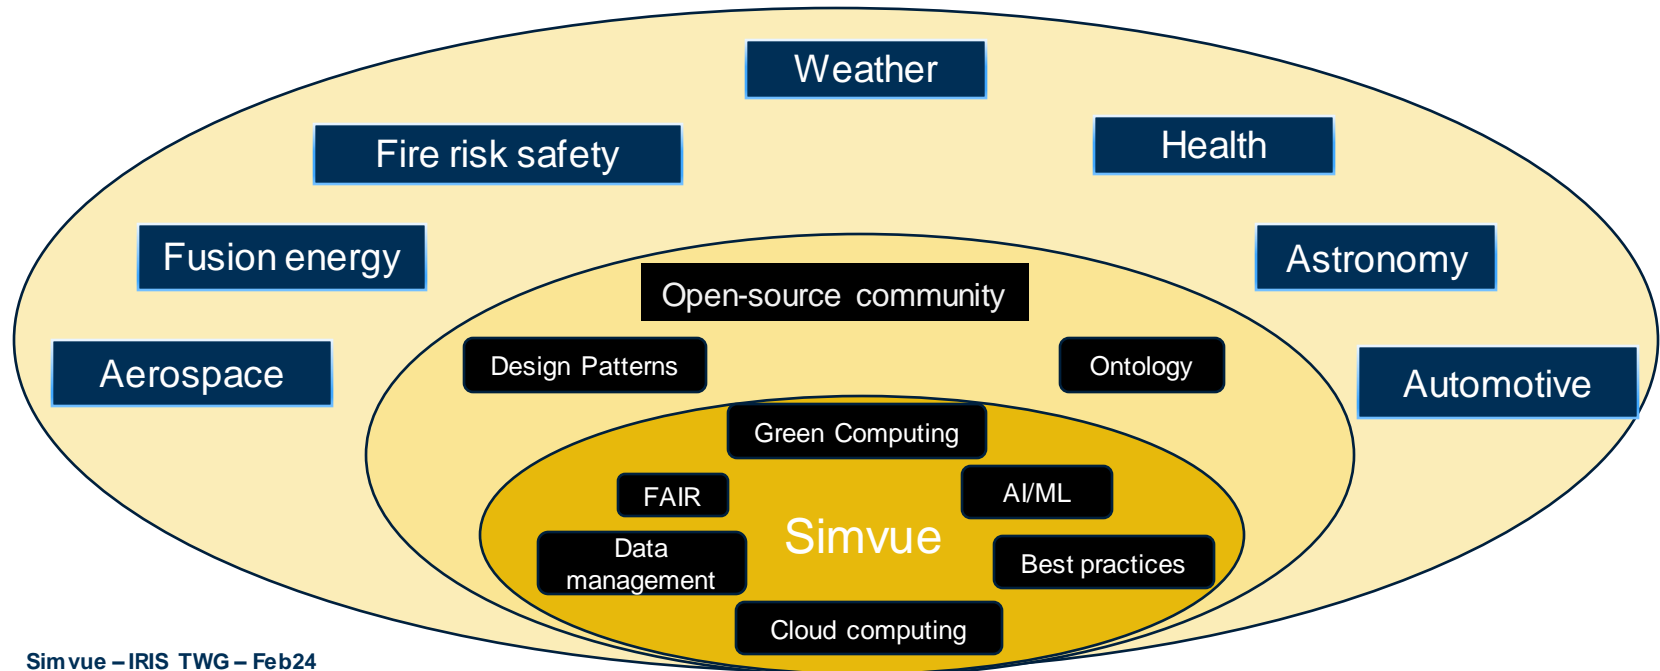 Weather
Fire risk safety
Health
Fusion energy
Astronomy
Open-source community
Aerospace
Design Patterns
Ontology
Automotive
Green Computing
FAIR
AI/ML
Simvue
Data
management
Best practices
Cloud computing
Simvue – IRIS TWG – Feb24